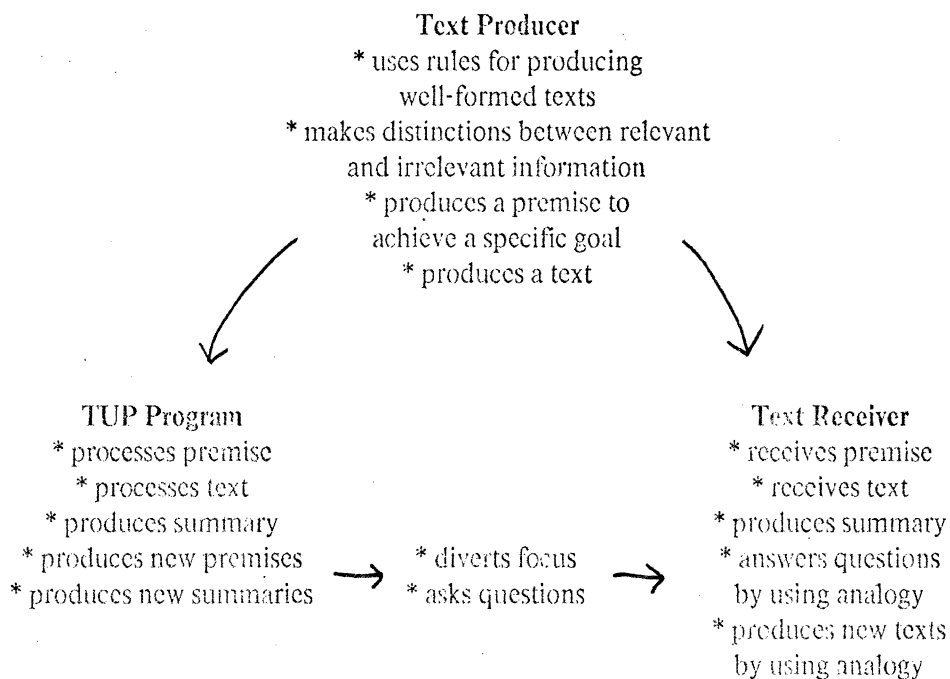 Text Producer
* uses rules for producing
well-formed texts
* makes distinctions between relevant
and irrelevant information
* produces a premise to
achieve a specific goal
* produces a text
TUP Program
* processes premise
* processes text
* produces summary
* produces new premises
* produces new summaries
* diverts focus
* asks questions
Text Receiver
* receives premise
* receives text
* produces summary
* answers questions
by using analogy
* produces new texts
by using analogy